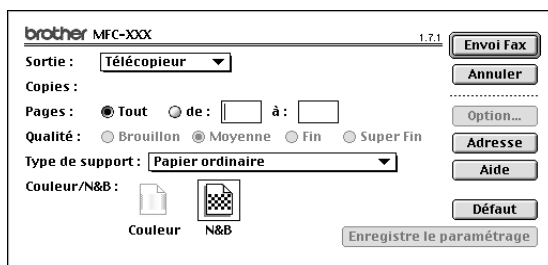 brother MFC-XXX 1.7.1
Envoi Fax
Sortie : Télécopieur
Annuler
Copies :
Pages : Tout de : à :
Option...
Qualité : Brouillon Moyenne Fin Super Fin
Adresse
Type de support : Papier ordinaire
Aide
Couleur/N&B :
Couleur N&B
Défaut
Enregistre le paramétrage